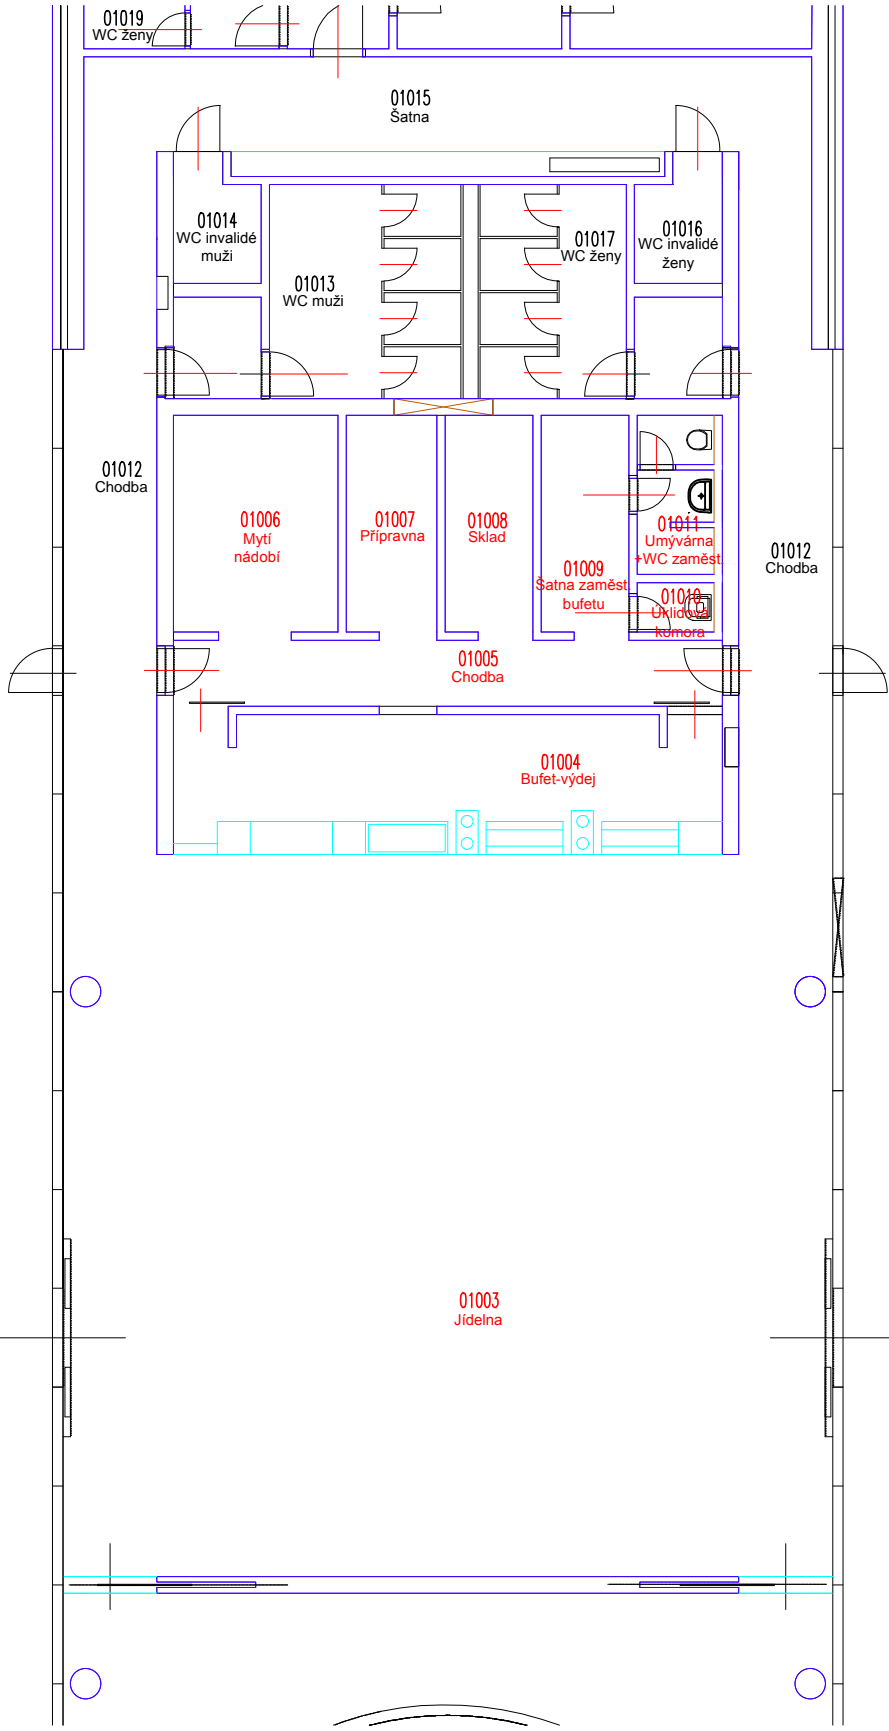 01019
WC ženy
01015
Šatna
01014
WC invalidé
muži
01013
WC muži
01017
WC ženy
01016
WC invalidé
ženy
01012
Chodba
01006
Mytí
nádobí
01007
Přípravna
01008
Sklad
01009
Šatna zaměst
bufetu
01011
Umývárna
+WC zaměst
01010
Úklidová
komora
01012
Chodba
01005
Chodba
01004
Bufet-výdej
01003
Jídelna